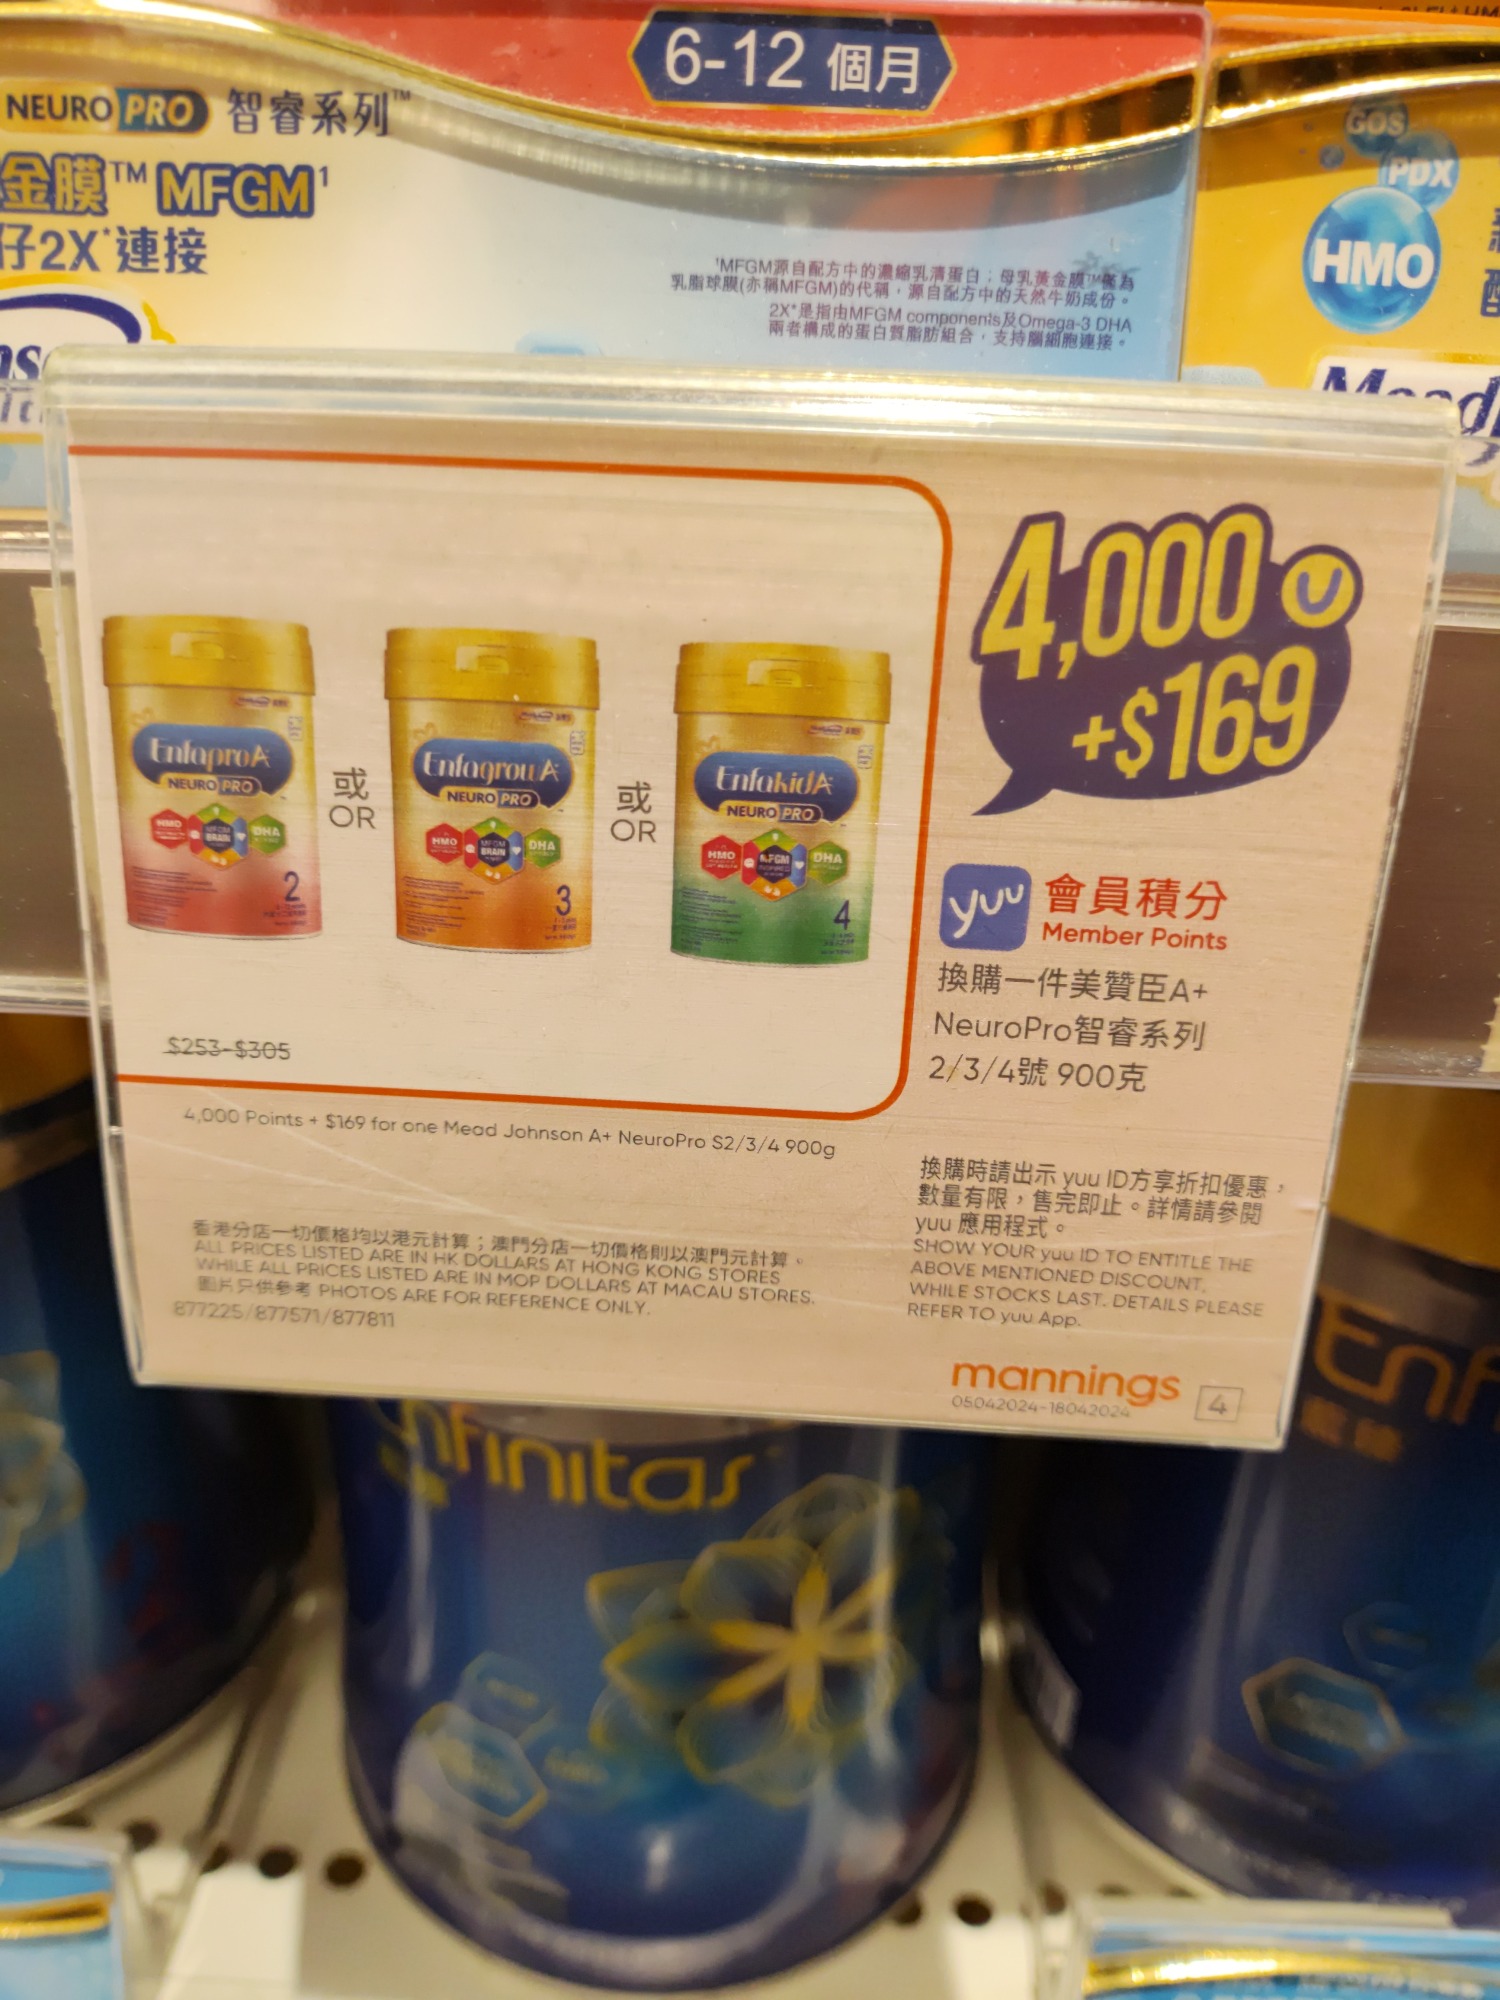 6-12 個月
NEUROPRO 智睿系列™
金膜™ MFGM¹
仔2X*連接
¹MFGM源自配方中的濃縮乳清蛋白；母乳黃金膜™僅為
乳脂球膜(亦稱MFGM)的代稱，源自配方中的天然牛奶成份。
2X*是指由MFGM components及Omega-3 DHA
兩者構成的蛋白質脂肪組合，支持腦細胞連接。
GOS
PDX
HMO
4,000 U
+$169
EnfaproA+
NEUROPRO
HMO
MFGM
BRAIN
DHA
2
或
OR
EnfagrowA+
NEUROPRO
HMO
MFGM
BRAIN
DHA
3
或
OR
EnfakidA+
NEUROPRO
HMO
MFGM
DHA
4
yuu 會員積分
Member Points
換購一件美贊臣A+
NeuroPro智睿系列
2/3/4號 900克
$253-$305
4,000 Points + $169 for one Mead Johnson A+ NeuroPro S2/3/4 900g
換購時請出示 yuu ID方享折扣優惠，
數量有限，售完即止。詳情請參閱
yuu 應用程式。
SHOW YOUR yuu ID TO ENTITLE THE
ABOVE MENTIONED DISCOUNT,
WHILE STOCKS LAST. DETAILS PLEASE
REFER TO yuu App.
香港分店一切價格均以港元計算；澳門分店一切價格則以澳門元計算。
ALL PRICES LISTED ARE IN HK DOLLARS AT HONG KONG STORES
WHILE ALL PRICES LISTED ARE IN MOP DOLLARS AT MACAU STORES.
圖片只供參考 PHOTOS ARE FOR REFERENCE ONLY.
877225/877571/877811
mannings
05042024-18042024
4
nfinitas
Enf